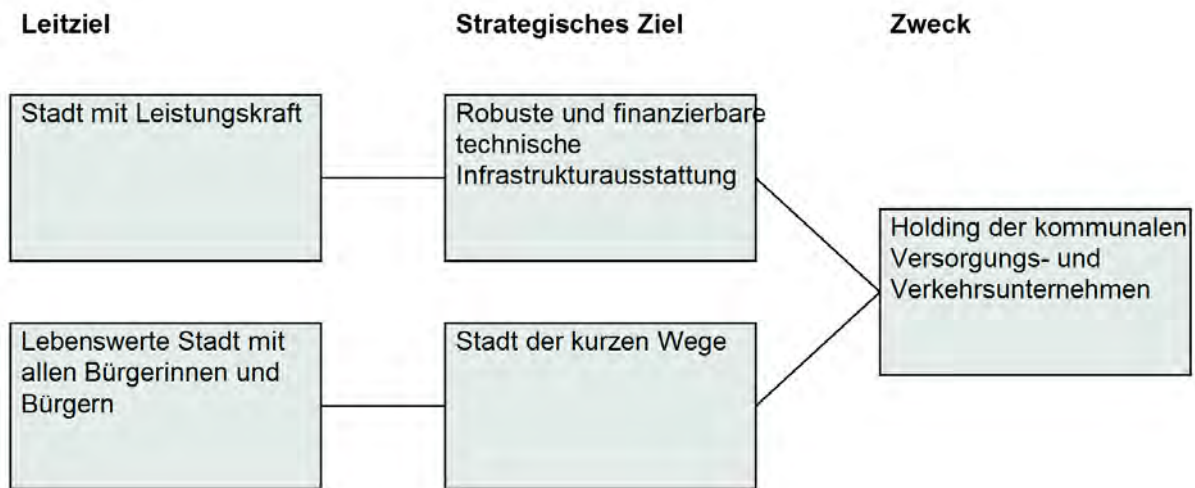 Leitziel
Strategisches Ziel
Zweck
Stadt mit Leistungskraft
Robuste und finanzierbare
technische
Infrastrukturausstattung
Holding der kommunalen
Versorgungs- und
Verkehrsunternehmen
Lebenswerte Stadt mit
allen Bürgerinnen und
Bürgern
Stadt der kurzen Wege